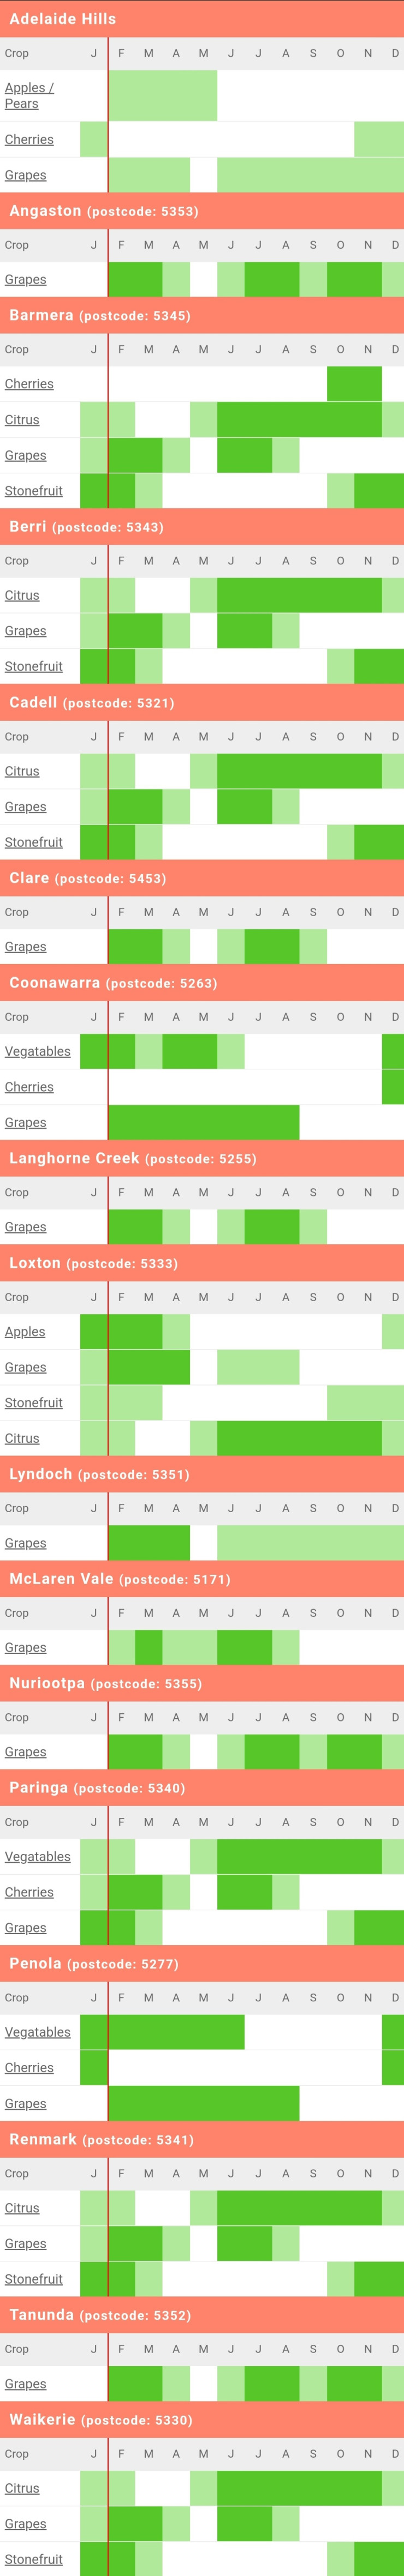 Adelaide Hills
Crop J F M A M J J A S O N D
Apples /
Pears
Cherries
Grapes
Angaston (postcode: 5353)
Crop J F M A M J J A S O N D
Grapes
Barmera (postcode: 5345)
Crop J F M A M J J A S O N D
Cherries
Citrus
Grapes
Stonefruit
Berri (postcode: 5343)
Crop J F M A M J J A S O N D
Citrus
Grapes
Stonefruit
Cadell (postcode: 5321)
Crop J F M A M J J A S O N D
Citrus
Grapes
Stonefruit
Clare (postcode: 5453)
Crop J F M A M J J A S O N D
Grapes
Coonawarra (postcode: 5263)
Crop J F M A M J J A S O N D
Vegatables
Cherries
Grapes
Langhorne Creek (postcode: 5255)
Crop J F M A M J J A S O N D
Grapes
Loxton (postcode: 5333)
Crop J F M A M J J A S O N D
Apples
Grapes
Stonefruit
Citrus
Lyndoch (postcode: 5351)
Crop J F M A M J J A S O N D
Grapes
McLaren Vale (postcode: 5171)
Crop J F M A M J J A S O N D
Grapes
Nuriootpa (postcode: 5355)
Crop J F M A M J J A S O N D
Grapes
Paringa (postcode: 5340)
Crop J F M A M J J A S O N D
Vegatables
Cherries
Grapes
Penola (postcode: 5277)
Crop J F M A M J J A S O N D
Vegatables
Cherries
Grapes
Renmark (postcode: 5341)
Crop J F M A M J J A S O N D
Citrus
Grapes
Stonefruit
Tanunda (postcode: 5352)
Crop J F M A M J J A S O N D
Grapes
Waikerie (postcode: 5330)
Crop J F M A M J J A S O N D
Citrus
Grapes
Stonefruit